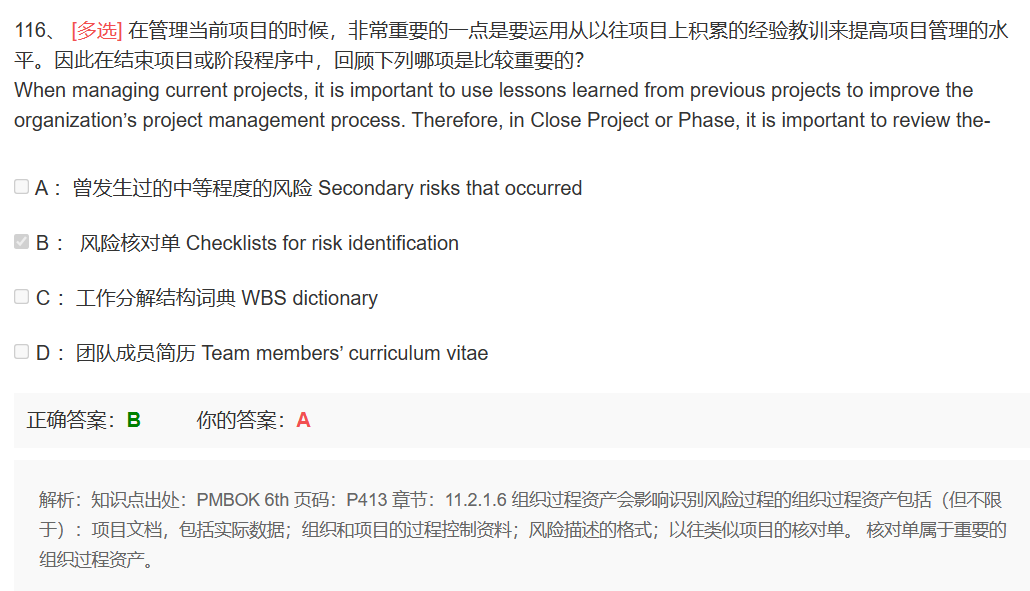 116、 [多选] 在管理当前项目的时候，非常重要的一点是要运用从以往项目上积累的经验教训来提高项目管理的水
平。因此在结束项目或阶段程序中，回顾下列哪项是比较重要的？
When managing current projects, it is important to use lessons learned from previous projects to improve the
organization’s project management process. Therefore, in Close Project or Phase, it is important to review the-
A： 曾发生过的中等程度的风险 Secondary risks that occurred
B： 风险核对单 Checklists for risk identification
C： 工作分解结构词典 WBS dictionary
D： 团队成员简历 Team members’ curriculum vitae
正确答案：B 你的答案：A
解析：知识点出处：PMBOK 6th 页码：P413 章节：11.2.1.6 组织过程资产会影响识别风险过程的组织过程资产包括（但不限
于）：项目文档，包括实际数据；组织和项目的过程控制资料；风险描述的格式；以往类似项目的核对单。 核对单属于重要的
组织过程资产。